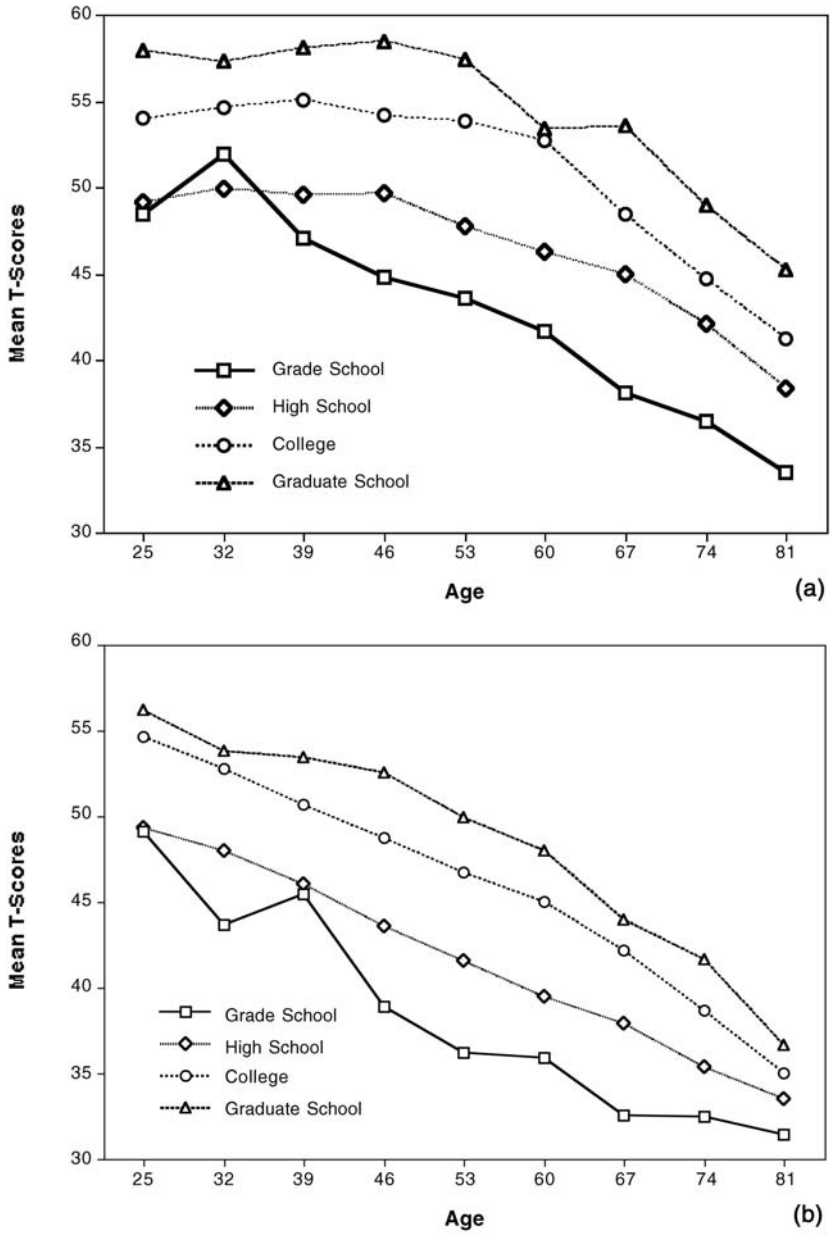 60
55
50
45
40
35
30
Mean T-Scores
Grade School
High School
College
Graduate School
25 32 39 46 53 60 67 74 81
Age
(a)
60
55
50
45
40
35
30
Mean T-Scores
Grade School
High School
College
Graduate School
25 32 39 46 53 60 67 74 81
Age
(b)